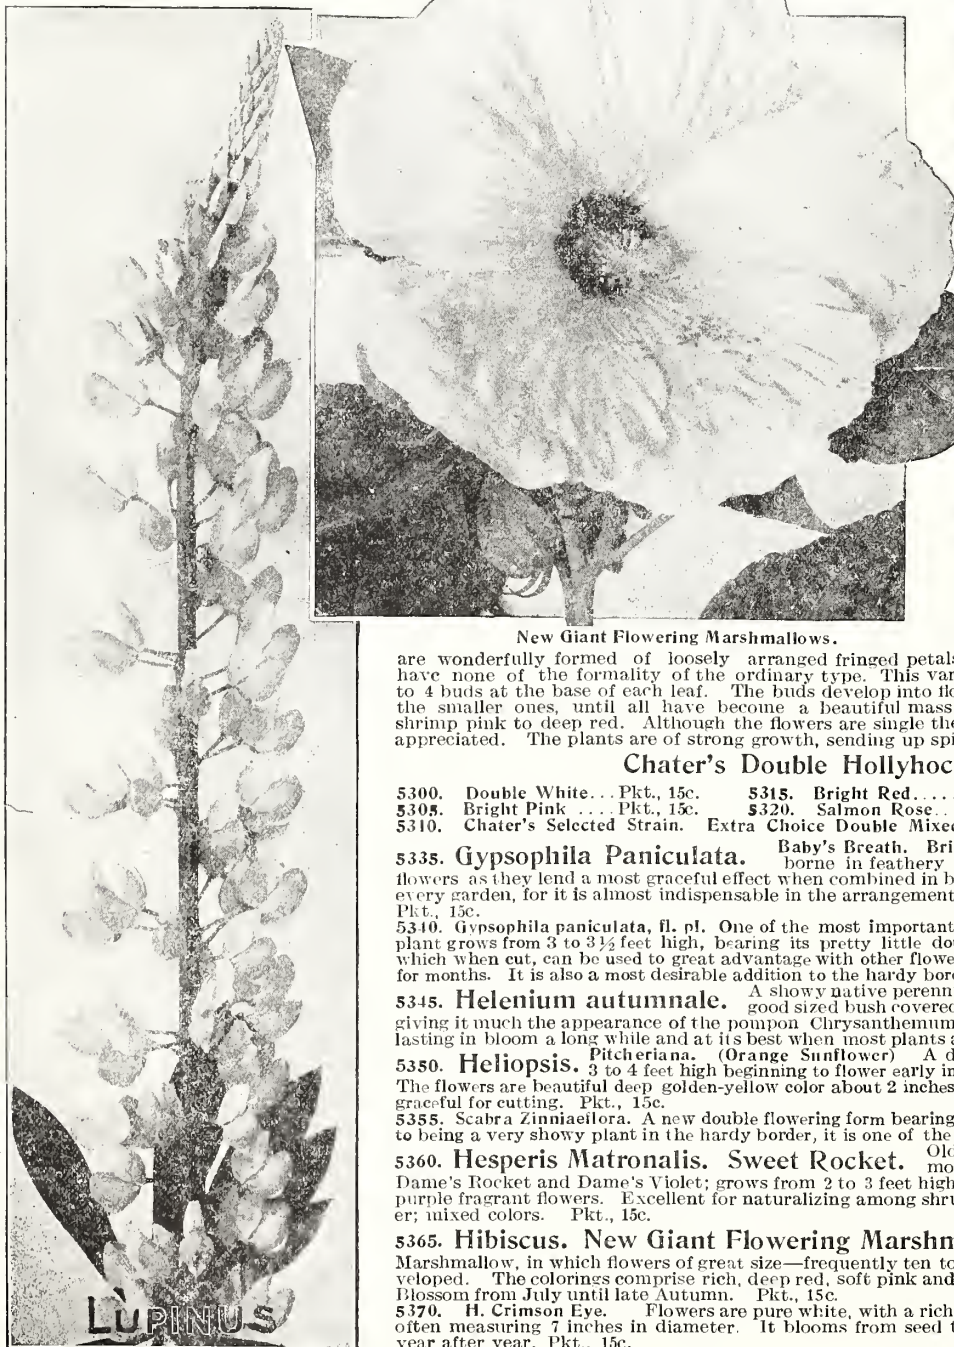 LUPINUS
New Giant Flowering Marshmallows.
are wonderfully formed of loosely arranged fringed
have none of the formality of the ordinary type. This
to 4 buds at the base of each leaf. The buds develop into
the smaller ones, until all have become a beautiful mass
shrimp pink to deep red. Although the flowers are single
appreciated. The plants are of strong growth, sending up
Chater's Double
5300. Double White... Pkt., 15c. 5315. Bright Red....
5305. Bright Pink .... Pkt., 15c. 5320. Salmon Rose..
5310. Chater's Selected Strain. Extra Choice Double
5335. Gypsophila Paniculata. Baby's Breath.
borne in feathery
flowers as they lend a most graceful effect when combined in
every garden, for it is almost indispensable in the arrangement
Pkt., 15c.
5340. Gypsophila paniculata, fl. pl. One of the most important
plant grows from 3 to 3½ feet high, bearing its pretty little
which when cut, can be used to great advantage with other
for months. It is also a most desirable addition to the hardy
5345. Helenium autumnale. A showy native
good sized bush
giving it much the appearance of the pompon Chrysanthemum
lasting in bloom a long while and at its best when most plants
5350. Heliopsis. Pitcheriana. (Orange Sunflower) A
3 to 4 feet high beginning to flower early in
The flowers are beautiful deep golden-yellow color about 2 inches
graceful for cutting. Pkt., 15c.
5355. Scabra Zinniaeflora. A new double flowering form bearing
to being a very showy plant in the hardy border, it is one of the
5360. Hesperis Matronalis. Sweet Rocket.
Dame's Rocket and Dame's Violet; grows from 2 to 3 feet high
purple fragrant flowers. Excellent for naturalizing among
er; mixed colors. Pkt., 15c.
5365. Hibiscus. New Giant Flowering
Marshmallow, in which flowers of great size—frequently ten to
veloped. The colorings comprise rich, deep red, soft pink and
Blossom from July until late Autumn. Pkt., 15c.
5370. H. Crimson Eye. Flowers are pure white, with a rich
often measuring 7 inches in diameter. It blooms from seed
year after year. Pkt., 15c.